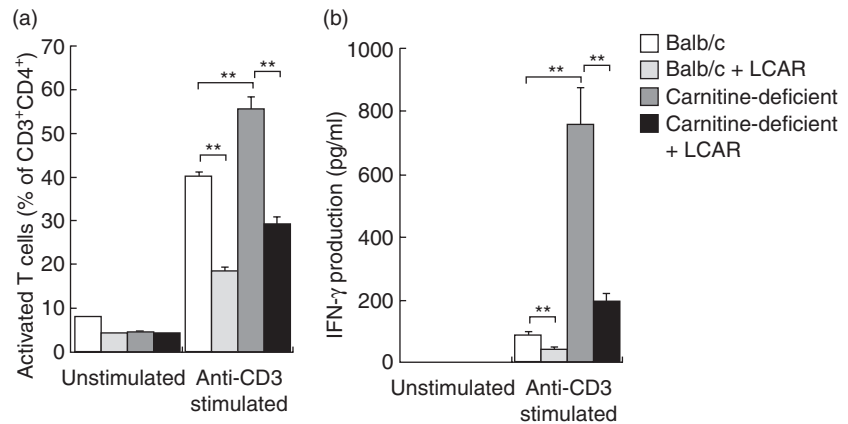 (a)
Activated T cells (% of CD3⁺CD4⁺)
70
60
50
40
30
20
10
0
**
**
**
Unstimulated
Anti-CD3
stimulated
(b)
IFN-γ production (pg/ml)
1000
800
600
400
200
0
**
**
**
Unstimulated
Anti-CD3
stimulated
Balb/c
Balb/c + LCAR
Carnitine-deficient
Carnitine-deficient
+ LCAR